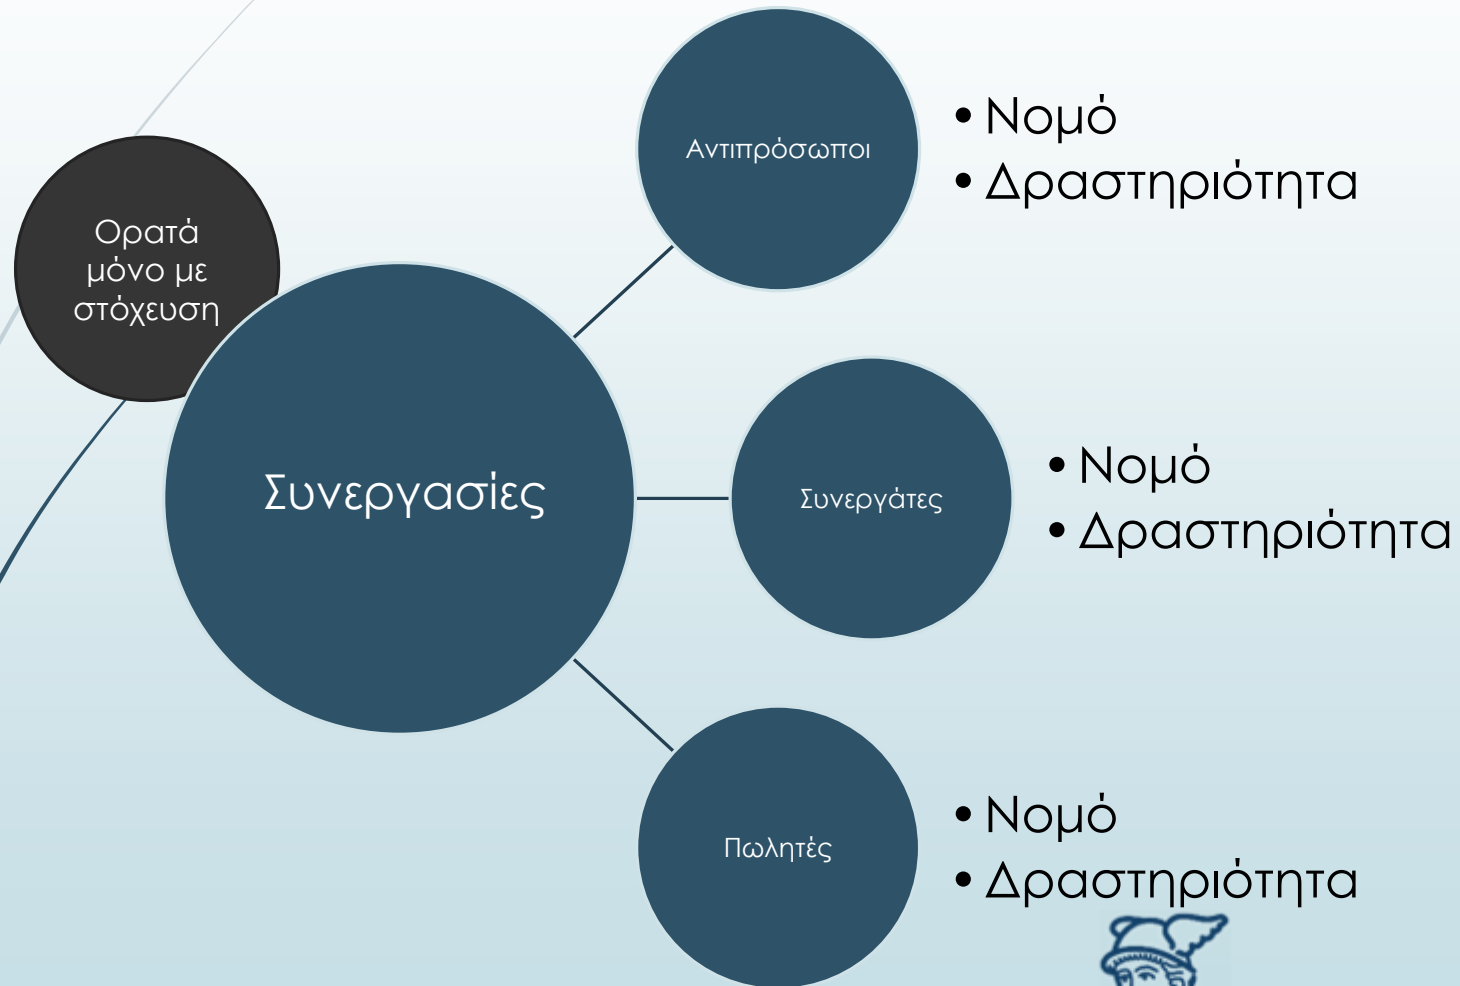 Αντιπρόσωποι
• Νομό
• Δραστηριότητα
Ορατά
μόνο με
στόχευση
Συνεργασίες
Συνεργάτες
• Νομό
• Δραστηριότητα
Πωλητές
• Νομό
• Δραστηριότητα